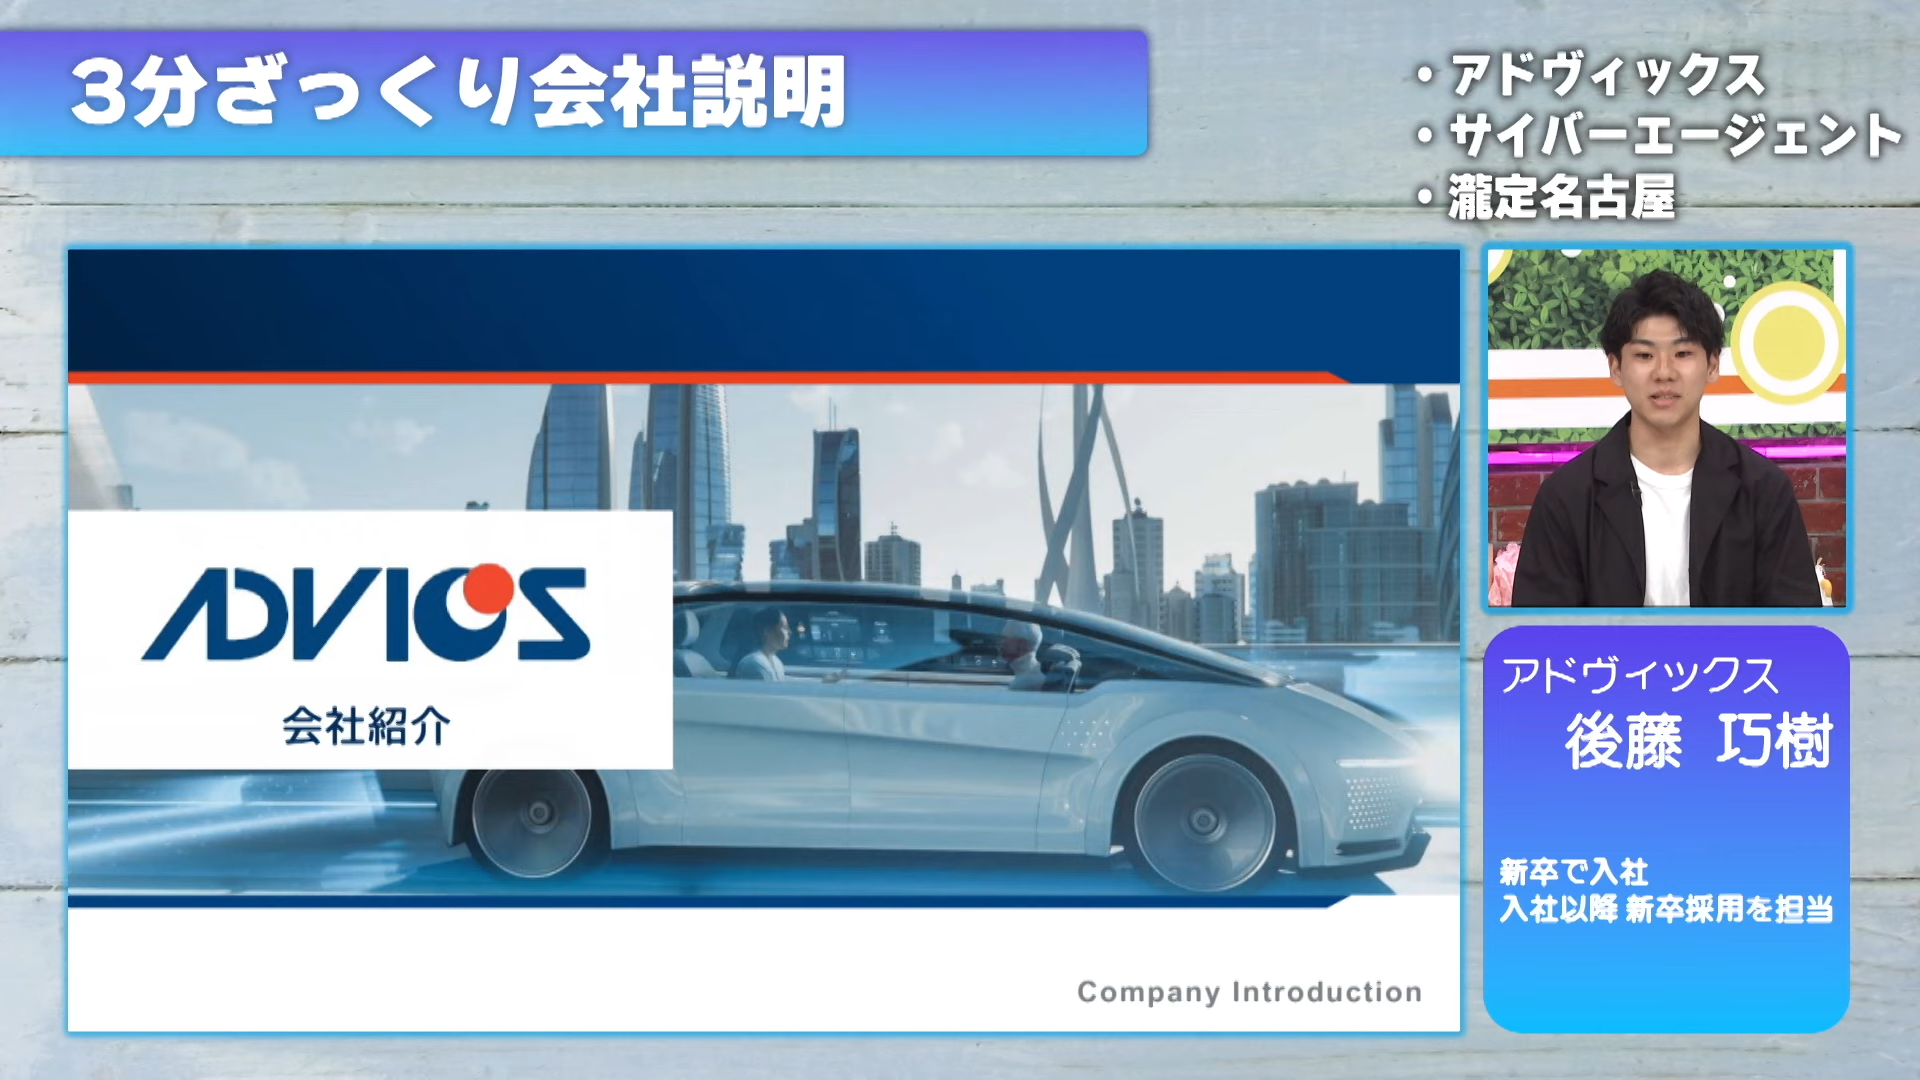 3分ざっくり会社説明
・アドヴィックス
・サイバーエージェント
・瀧定名古屋
ADVICS
会社紹介
Company Introduction
アドヴィックス
後藤 巧樹
新卒で入社
入社以降 新卒採用を担当